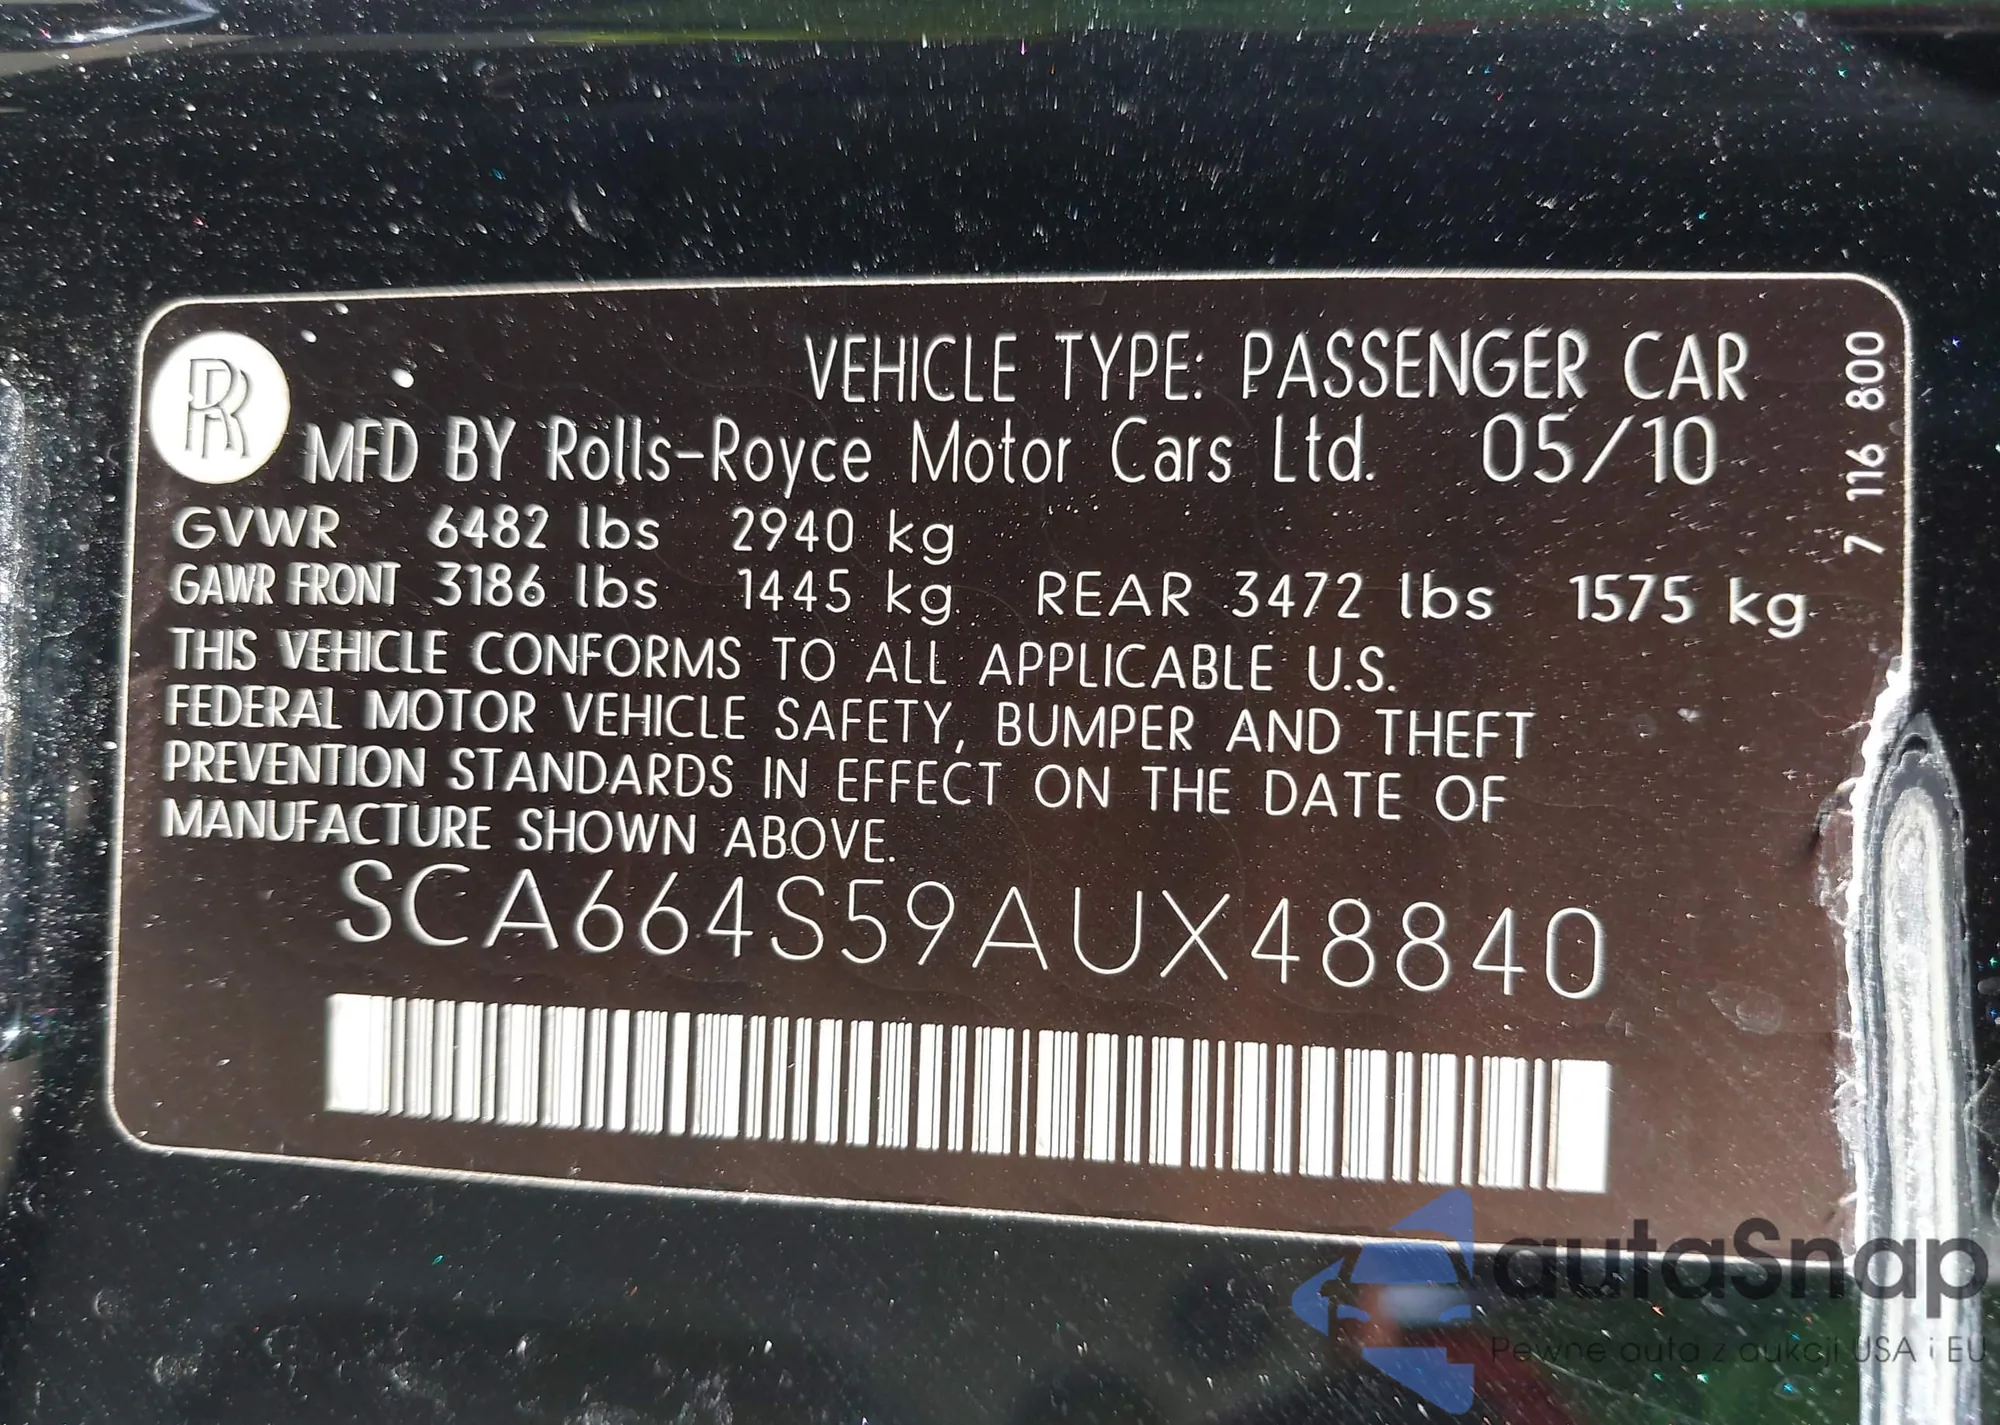 VEHICLE TYPE: PASSENGER CAR
MFD BY Rolls-Royce Motor Cars Ltd. 05/10
GVWR 6482 lbs 2940 kg
GAWR FRONT 3186 lbs 1445 kg REAR 3472 lbs 1575 kg
THIS VEHICLE CONFORMS TO ALL APPLICABLE U.S.
FEDERAL MOTOR VEHICLE SAFETY, BUMPER AND THEFT
PREVENTION STANDARDS IN EFFECT ON THE DATE OF
MANUFACTURE SHOWN ABOVE.
SCA664S59AUX48840
7 116 800
RR
autaSnap
Pewne auta z aukcji USA i EU